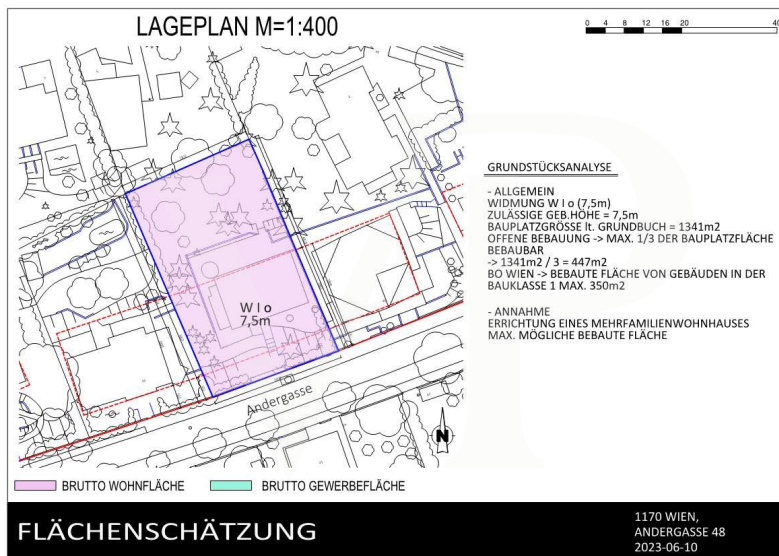 LAGEPLAN M=1:400
0 4 8 12 16 20 40
GRUNDSTÜCKSANALYSE
- ALLGEMEIN
WIDMUNG W I o (7,5m)
ZULÄSSIGE GEB.HÖHE = 7,5m
BAUPLATZGRÖSSE lt. GRUNDBUCH = 1341m2
OFFENE BEBAUUNG -> MAX. 1/3 DER BAUPLATZFLÄCHE
BEBAUBAR
-> 1341m2 / 3 = 447m2
BO WIEN -> BEBAUTE FLÄCHE VON GEBÄUDEN IN DER
BAUKLASSE 1 MAX. 350m2
- ANNAHME
ERRICHTUNG EINES MEHRFAMILIENWOHNHAUSES
MAX. MÖGLICHE BEBAUTE FLÄCHE
W I o
7,5m
Andergasse
N
BRUTTO WOHNFLÄCHE
BRUTTO GEWERBEFLÄCHE
FLÄCHENSCHÄTZUNG
1170 WIEN,
ANDERGASSE 48
2023-06-10